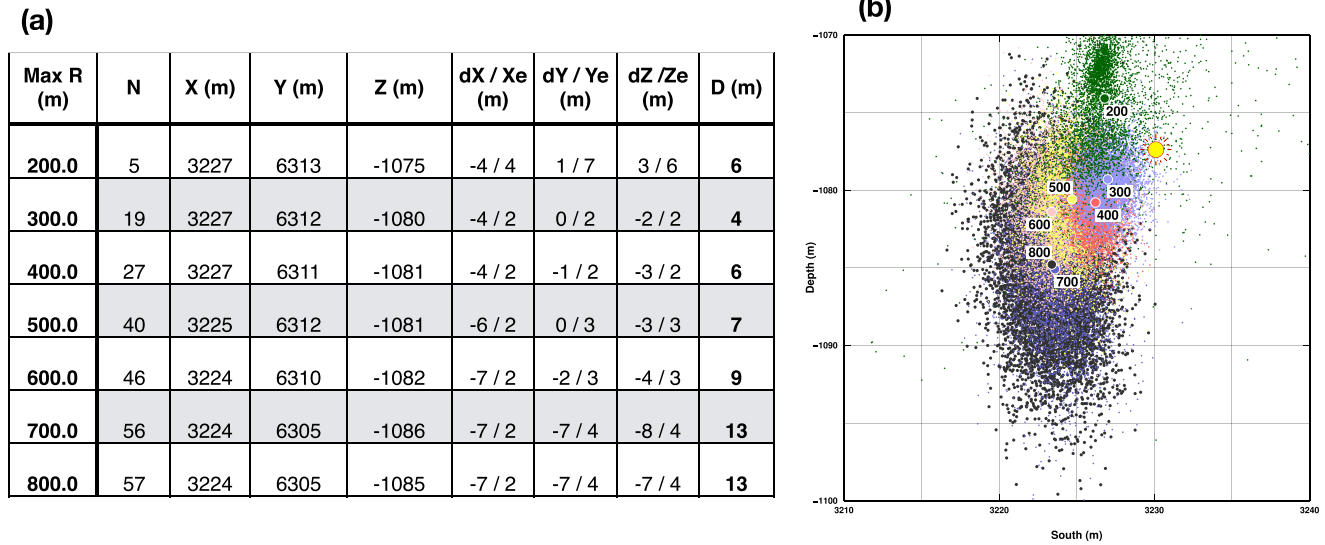 (a)
Max R (m) N X (m) Y (m) Z (m) dX / Xe (m) dY / Ye (m) dZ /Ze (m) D (m)
200.0 5 3227 6313 -1075 -4 / 4 1 / 7 3 / 6 6
300.0 19 3227 6312 -1080 -4 / 2 0 / 2 -2 / 2 4
400.0 27 3227 6311 -1081 -4 / 2 -1 / 2 -3 / 2 6
500.0 40 3225 6312 -1081 -6 / 2 0 / 3 -3 / 3 7
600.0 46 3224 6310 -1082 -7 / 2 -2 / 3 -4 / 3 9
700.0 56 3224 6305 -1086 -7 / 2 -7 / 4 -8 / 4 13
800.0 57 3224 6305 -1085 -7 / 2 -7 / 4 -7 / 4 13
(b)
−1070
200
500
300
−1080
400
600
800
700
Depth (m)
−1090
−1100
3210 3220 3230 3240
South (m)